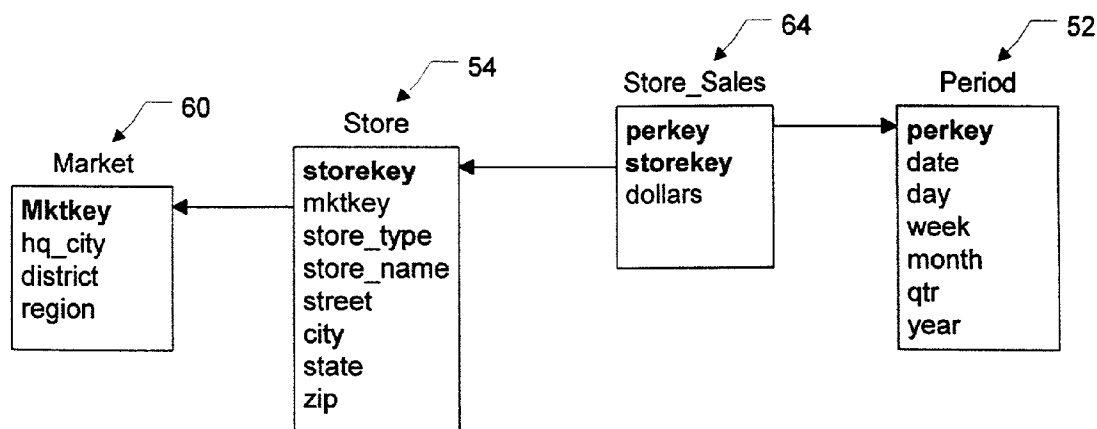 60
Market
Mktkey
hq_city
district
region
54
Store
storekey
mktkey
store_type
store_name
street
city
state
zip
64
Store_Sales
perkey
storekey
dollars
52
Period
perkey
date
day
week
month
qtr
year